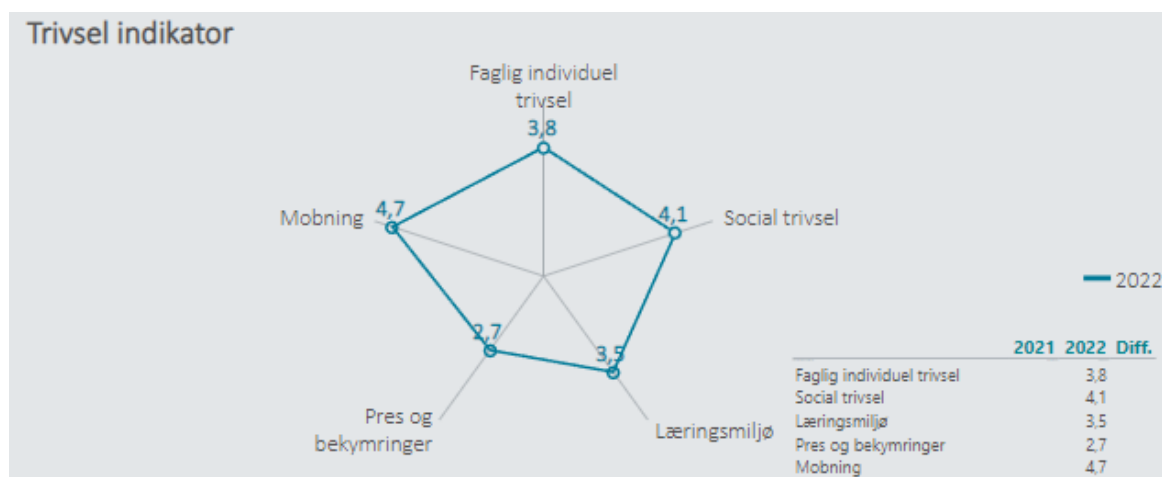 Trivsel indikator
Faglig individuel
trivsel
3,8
Mobning
4,7
4,1
Social trivsel
2022
2,7
3,5
Pres og
bekymringer
Læringsmiljø
2021 2022 Diff.
Faglig individuel trivsel 3,8
Social trivsel 4,1
Læringsmiljø 3,5
Pres og bekymringer 2,7
Mobning 4,7